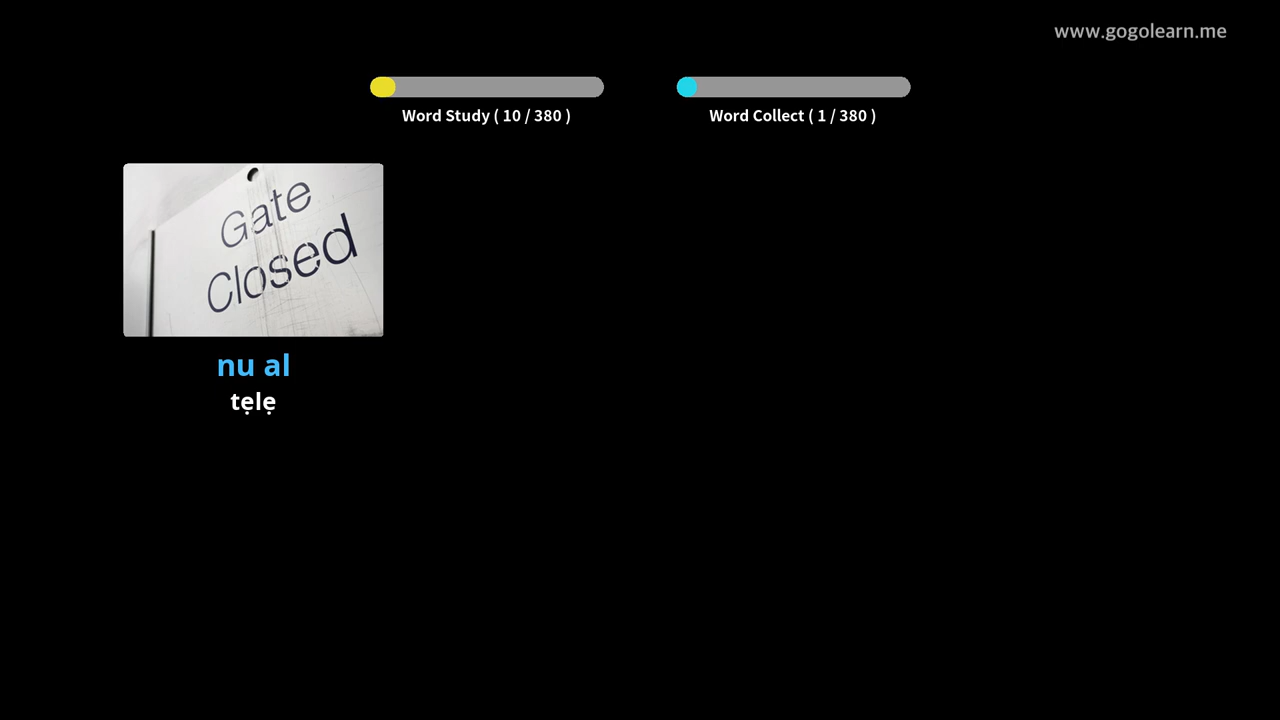 www.gogolearn.me
Word Study ( 10 / 380 )
Word Collect ( 1 / 380 )
Gate
Closed
nu al
tẹlẹ